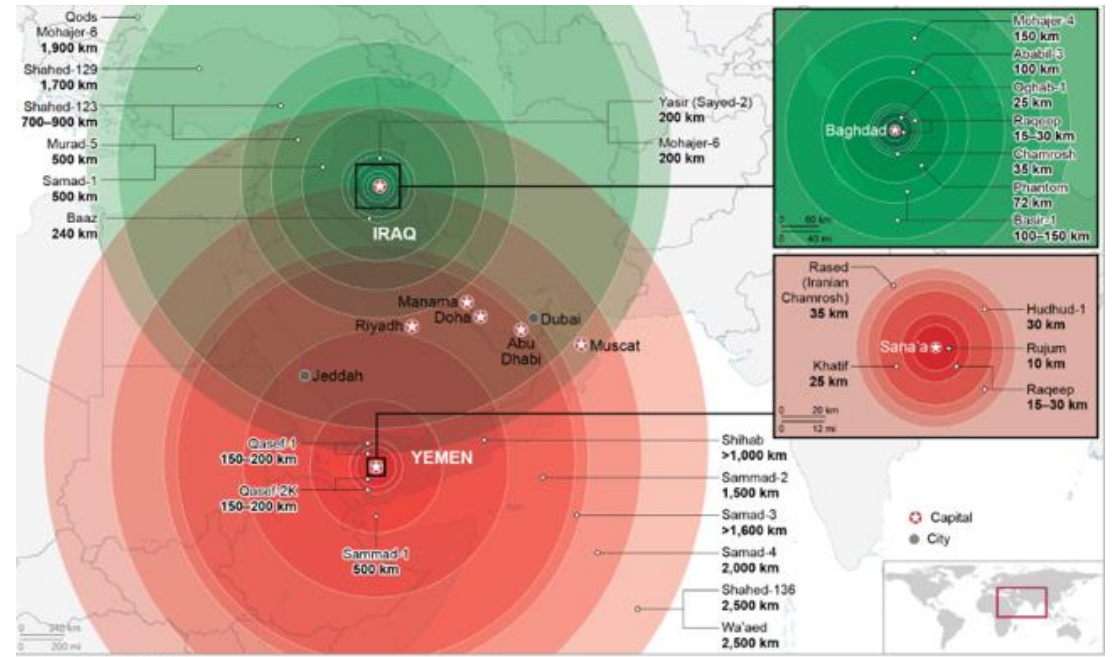 Qods
Mohajer-6
1,900 km
Shahed-129
1,700 km
Shahed-123
700–900 km
Murad-5
500 km
Samad-1
500 km
Baaz
240 km
Yasir (Sayed-2)
200 km
Mohajer-6
200 km
IRAQ
Manama
Doha
Riyadh
Dubai
Abu
Dhabi
Muscat
Jeddah
Qasef-1
150–200 km
YEMEN
Qasef-2K
150–200 km
Sammad-1
500 km
Shihab
>1,000 km
Sammad-2
1,500 km
Samad-3
>1,600 km
Samad-4
2,000 km
Shahed-136
2,500 km
Wa'aed
2,500 km
200 mi
Mohajer-4
150 km
Ababil-3
100 km
Oghab-1
25 km
Raqeep
15–30 km
Baghdad
Chamrosh
35 km
Phantom
72 km
Basir-1
100–150 km
0 60 km
0 40 mi
Rased
(Iranian
Chamrosh)
35 km
Hudhud-1
30 km
Sana'a
Rujum
10 km
Khatif
25 km
Raqeep
15–30 km
0 20 km
0 12 mi
Capital
City